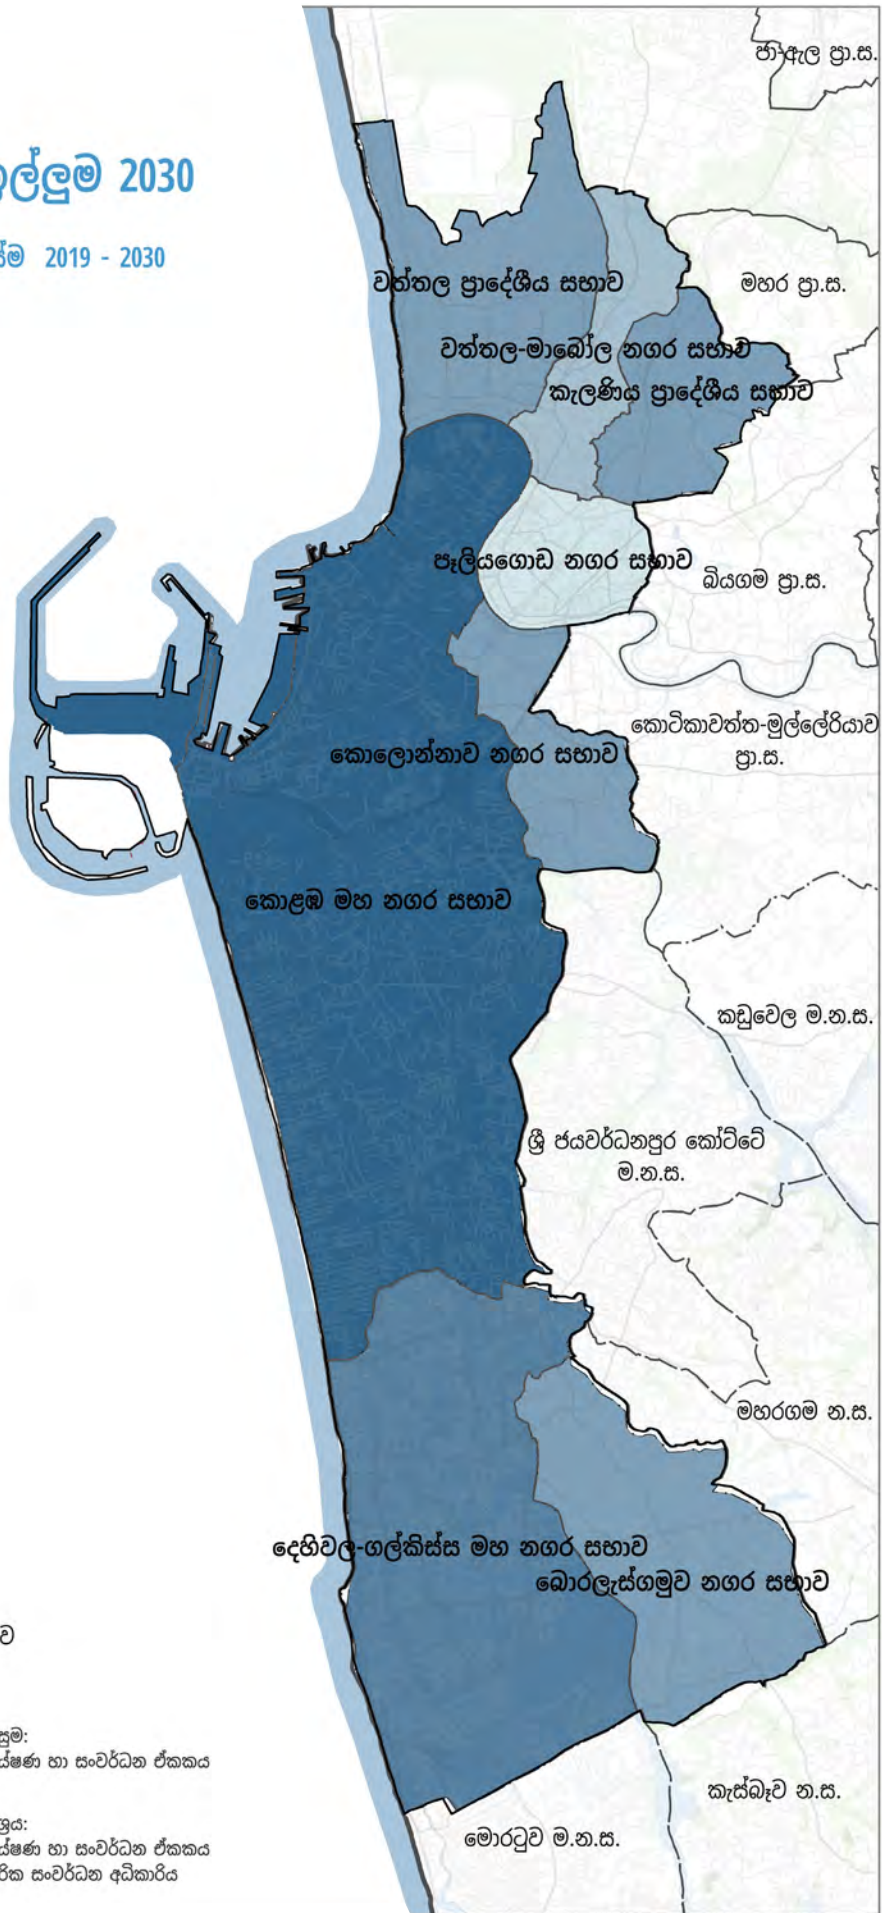 ජා-ඇල ප්‍රා.ස.
ඉල්ලුම 2030
2019 - 2030
වත්තල ප්‍රාදේශීය සභාව
මහර ප්‍රා.ස.
වත්තල-මාබෝල නගර සභාව
කැලණිය ප්‍රාදේශීය සභාව
පෑලියගොඩ නගර සභාව
බියගම ප්‍රා.ස.
කොටිකාවත්ත-මුල්ලේරියාව
ප්‍රා.ස.
කොලොන්නාව නගර සභාව
කොළඹ මහ නගර සභාව
කඩුවෙල ම.න.ස.
ශ්‍රී ජයවර්ධනපුර කෝට්ටේ
ම.න.ස.
මහරගම න.ස.
දෙහිවල-ගල්කිස්ස මහ නගර සභාව
බොරලැස්ගමුව නගර සභාව
හා සංවර්ධන ඒකකය
කැස්බෑව න.ස.
මොරටුව ම.න.ස.
හා සංවර්ධන ඒකකය
සංවර්ධන අධිකාරිය